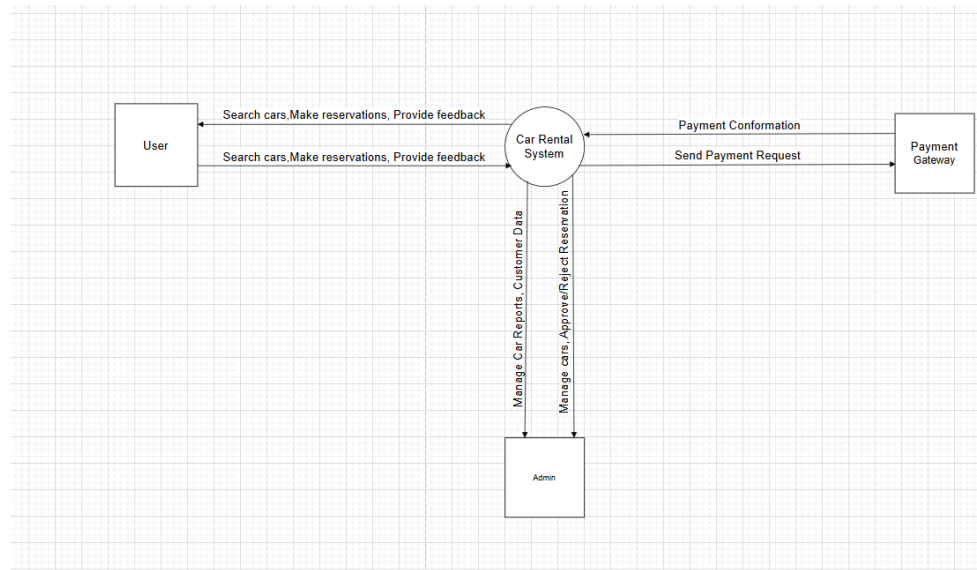 Search cars,Make reservations, Provide feedback
User
Search cars,Make reservations, Provide feedback
Car Rental
System
Payment Conformation
Send Payment Request
Payment
Gateway
Manage Car Reports, Customer Data
Manage cars, Approve/Reject Reservation
Admin